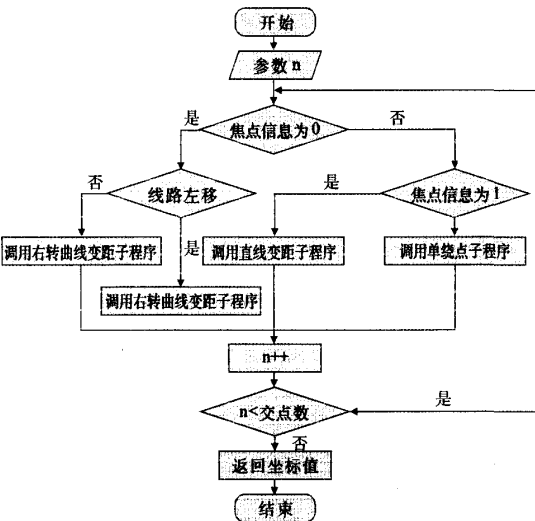 开始
参数 n
焦点信息为 0
是
否
线路左移
焦点信息为 1
否
是
是
调用右转曲线变距子程序
调用直线变距子程序
调用单绕点子程序
调用右转曲线变距子程序
n++
n<交点数
是
否
返回坐标值
结束